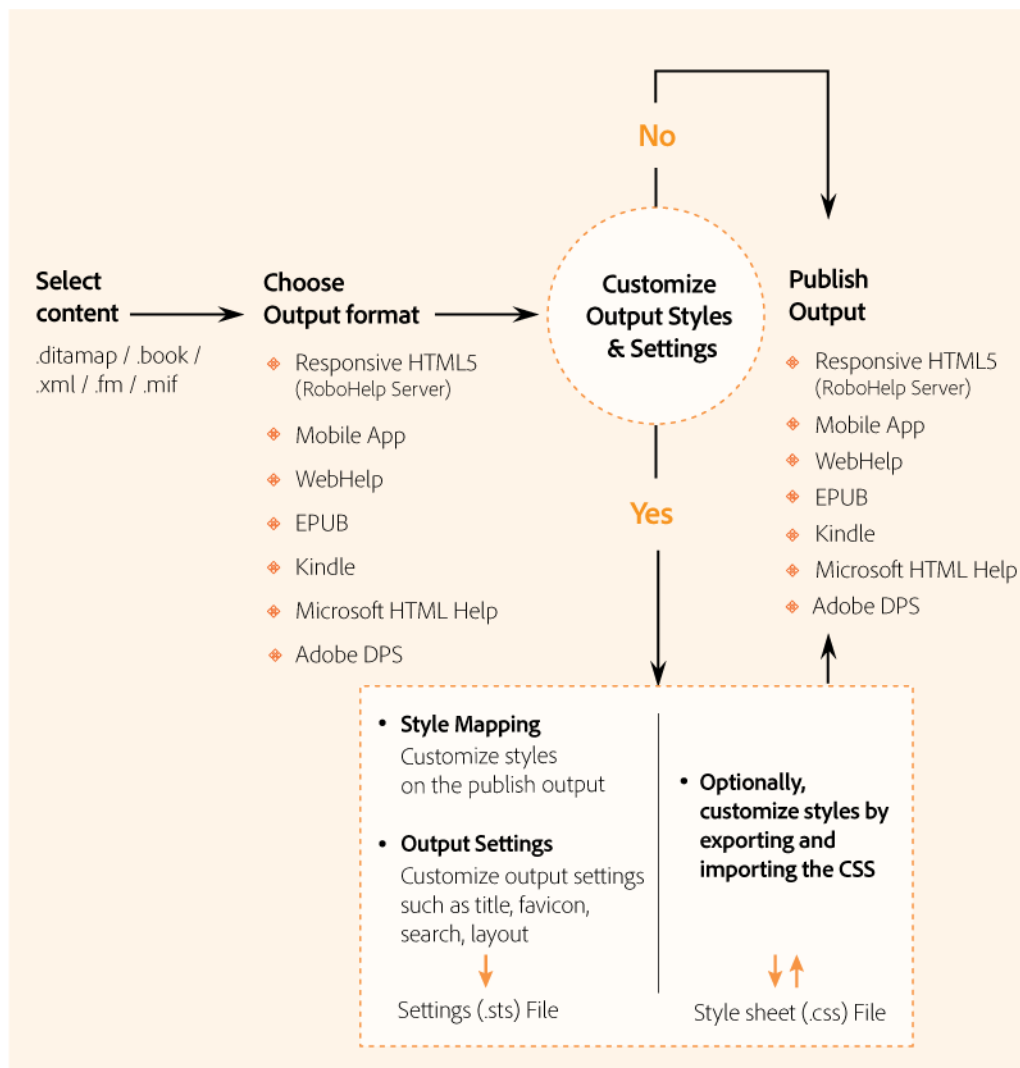 Select
content
.ditamap / .book /
.xml / .fm / .mif
Choose
Output format
Responsive HTML5
(RoboHelp Server)
Mobile App
WebHelp
EPUB
Kindle
Microsoft HTML Help
Adobe DPS
No
Customize
Output Styles
& Settings
Yes
Publish
Output
Responsive HTML5
(RoboHelp Server)
Mobile App
WebHelp
EPUB
Kindle
Microsoft HTML Help
Adobe DPS
• Style Mapping
Customize styles
on the publish output
• Output Settings
Customize output settings
such as title, favicon,
search, layout
Settings (.sts) File
• Optionally,
customize styles by
exporting and
importing the CSS
Style sheet (.css) File